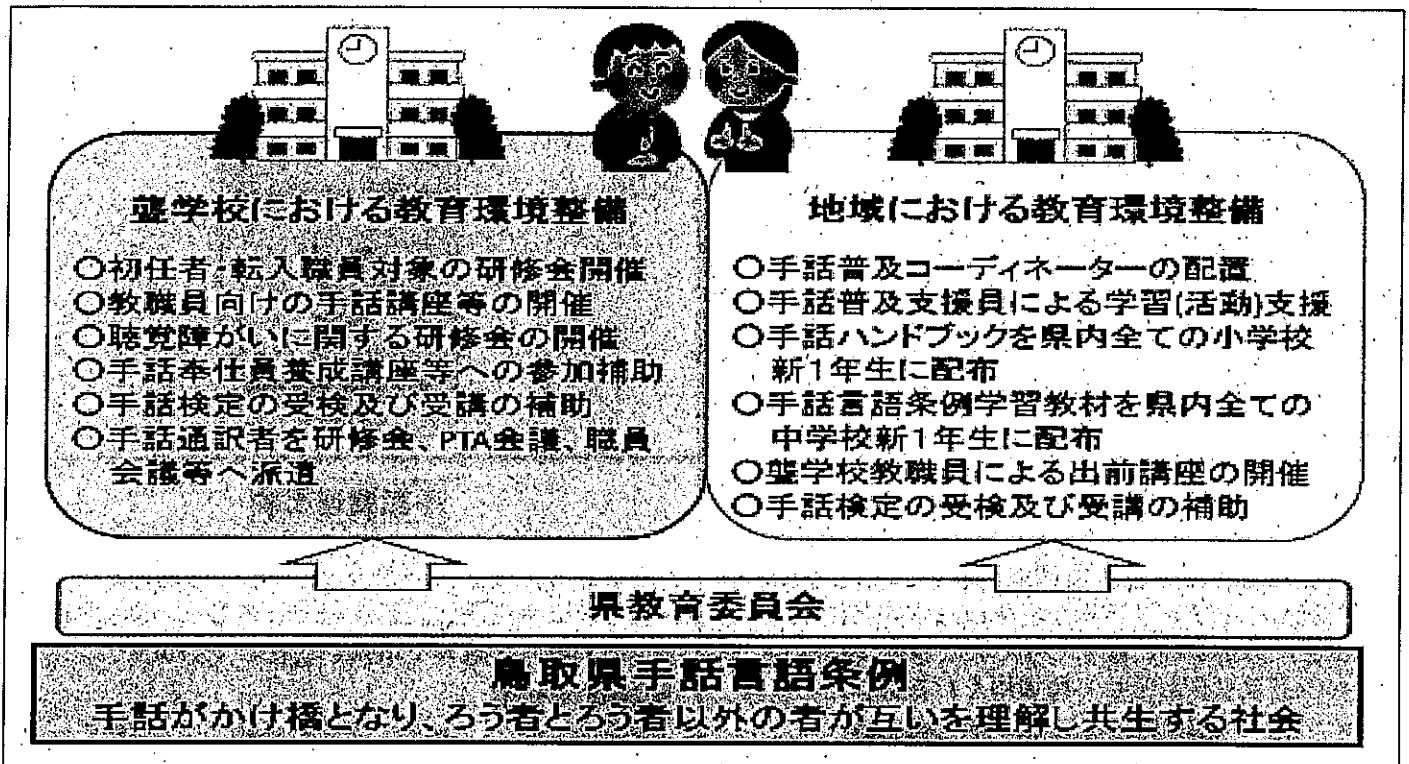 聾学校における教育環境整備
○初任者・転入職員対象の研修会開催
○教職員向けの手話講座等の開催
○聴覚障がいに関する研修会の開催
○手話奉仕員養成講座等への参加補助
○手話検定の受検及び受講の補助
○手話通訳者を研修会、PTA会議、職員
会議等へ派遣
地域における教育環境整備
○手話普及コーディネーターの配置
○手話普及支援員による学習(活動)支援
○手話ハンドブックを県内全ての小学校
新1年生に配布
○手話言語条例学習教材を県内全ての
中学校新1年生に配布
○聾学校教職員による出前講座の開催
○手話検定の受検及び受講の補助
県教育委員会
鳥取県手話言語条例
手話がかけ橋となり、ろう者とろう者以外の者が互いを理解し共生する社会